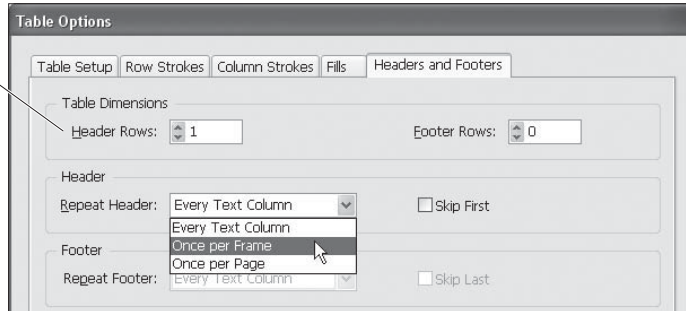 Table Options
Table Setup Row Strokes Column Strokes Fills Headers and Footers
Table Dimensions
Header Rows: 1 Footer Rows: 0
Header
Repeat Header: Every Text Column Skip First
Every Text Column
Once per Frame
Footer
Once per Page
Repeat Footer: Every Text Column Skip Last